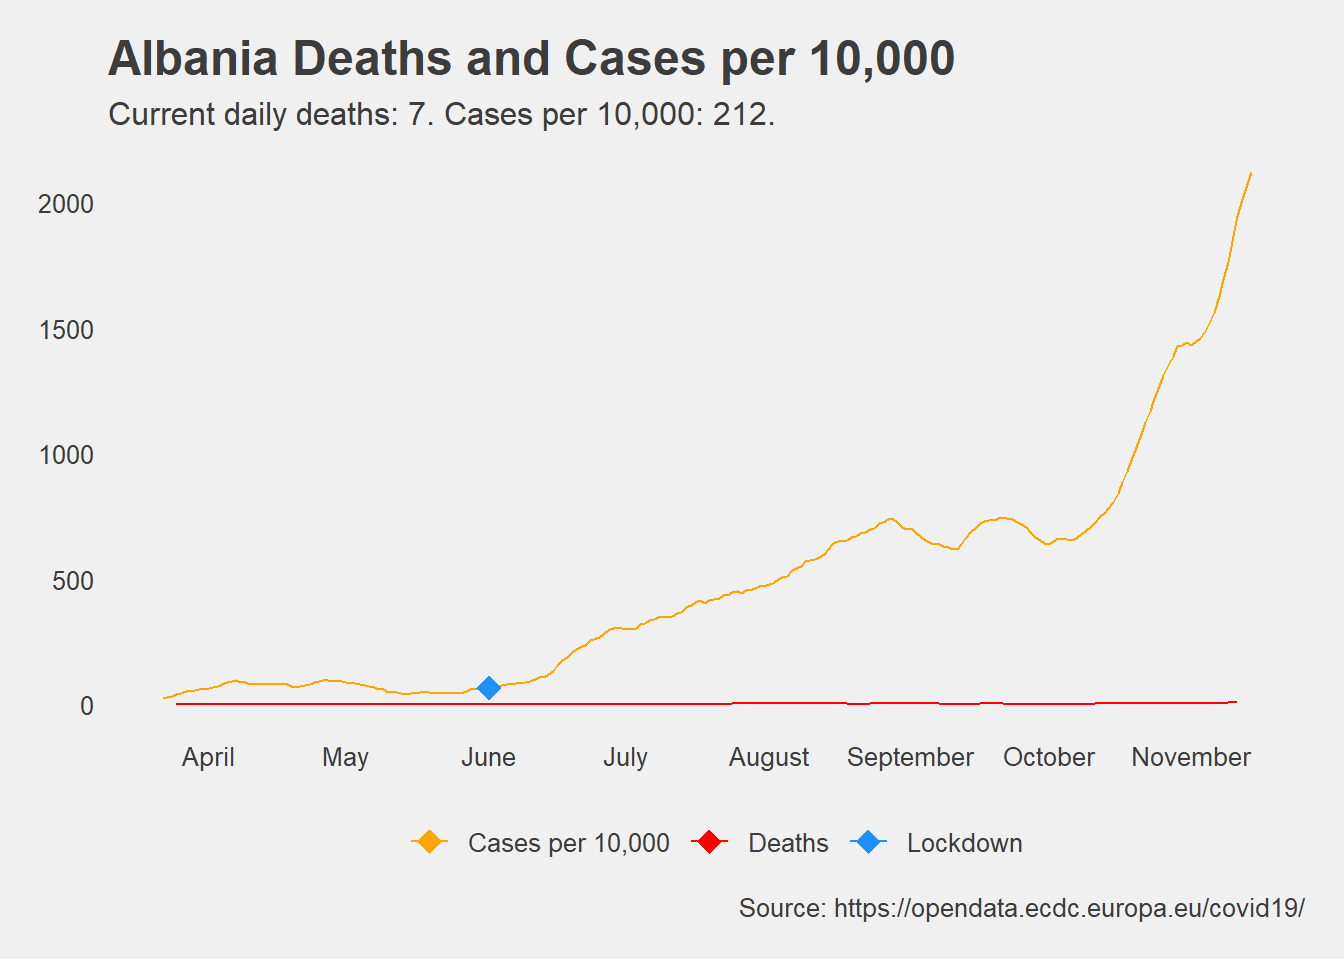 Albania Deaths and Cases per 10,000
Current daily deaths: 7. Cases per 10,000: 212.
2000
1500
1000
500
0
April May June July August September October November
Cases per 10,000 Deaths Lockdown
Source: https://opendata.ecdc.europa.eu/covid19/